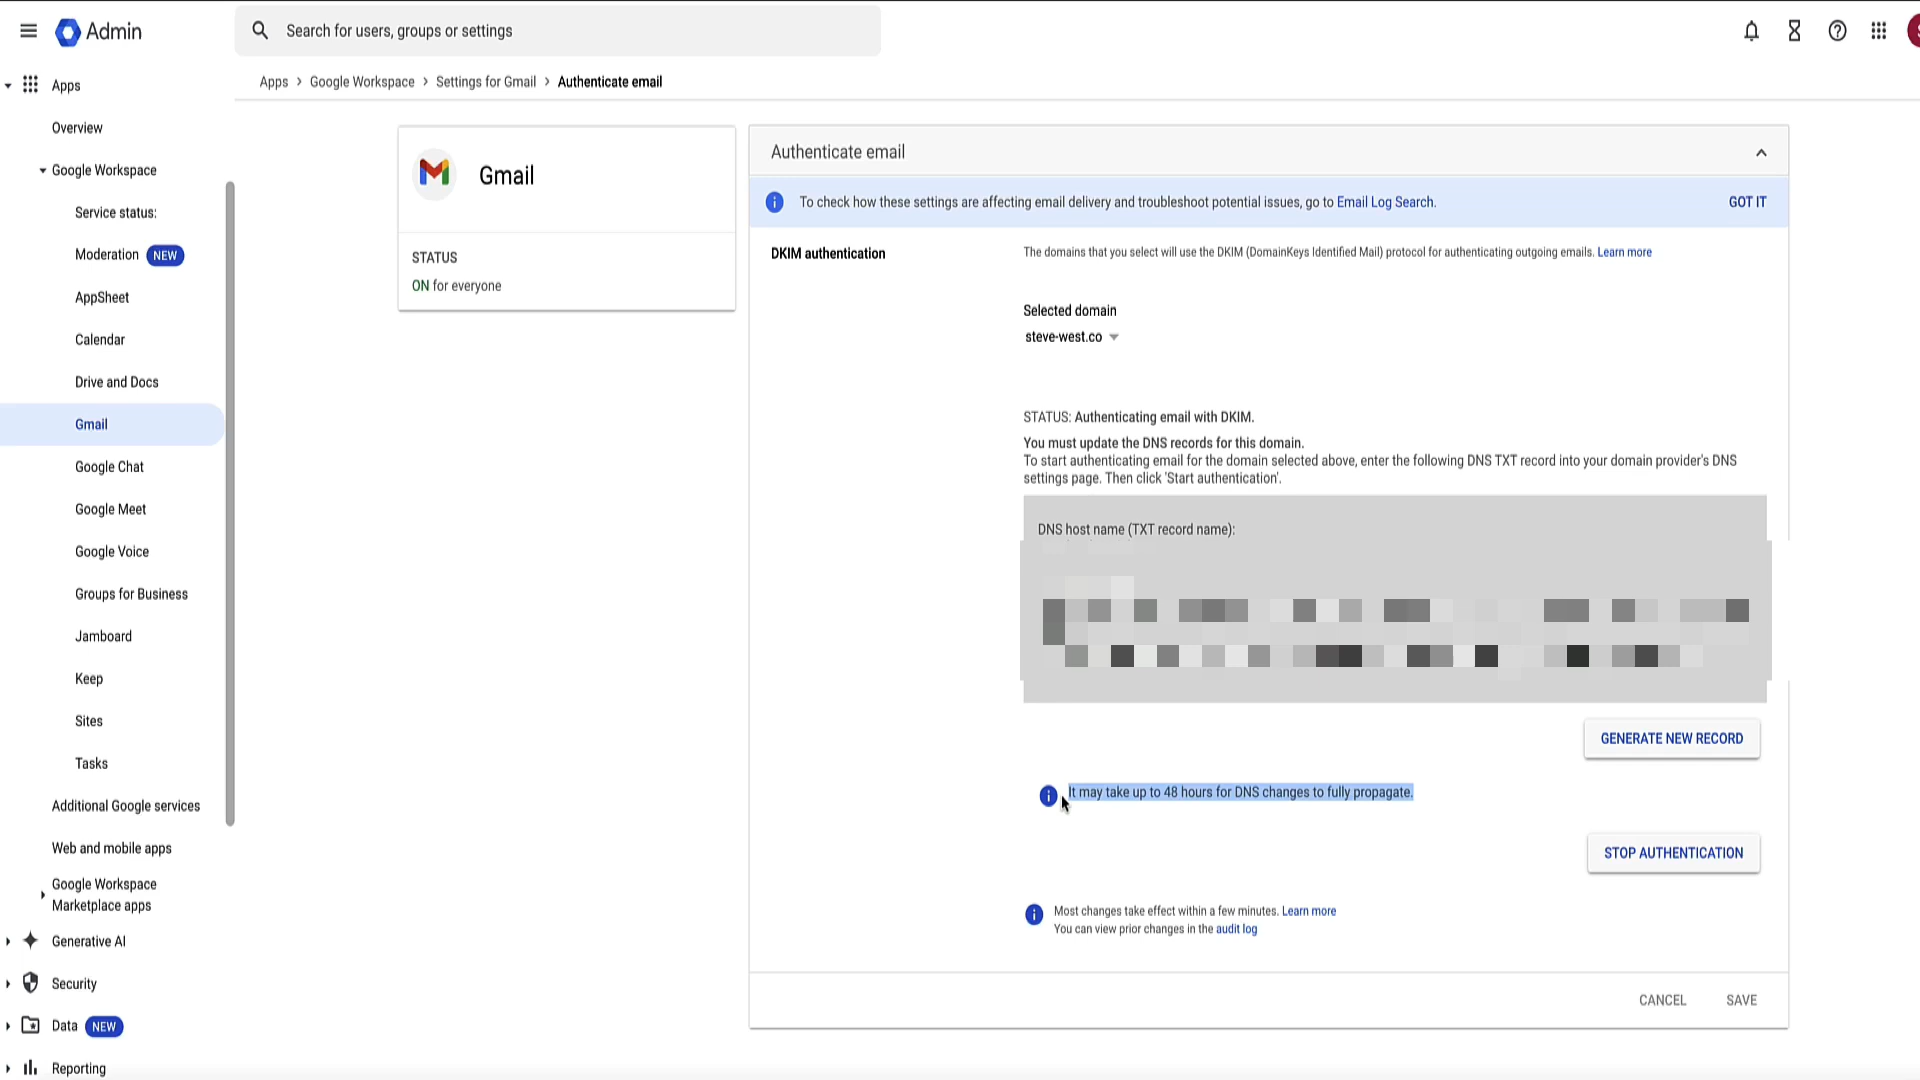 Admin
Search for users, groups or settings
Apps
Overview
Google Workspace
Service status:
Moderation NEW
AppSheet
Calendar
Drive and Docs
Gmail
Google Chat
Google Meet
Google Voice
Groups for Business
Jamboard
Keep
Sites
Tasks
Additional Google services
Web and mobile apps
Google Workspace
Marketplace apps
Generative AI
Security
Data NEW
Reporting
Apps > Google Workspace > Settings for Gmail > Authenticate email
Gmail
STATUS
ON for everyone
Authenticate email
To check how these settings are affecting email delivery and troubleshoot potential issues, go to Email Log Search.
GOT IT
DKIM authentication
The domains that you select will use the DKIM (DomainKeys Identified Mail) protocol for authenticating outgoing emails. Learn more
Selected domain
steve-west.co
STATUS: Authenticating email with DKIM.
You must update the DNS records for this domain.
To start authenticating email for the domain selected above, enter the following DNS TXT record into your domain provider's DNS
settings page. Then click 'Start authentication'.
DNS host name (TXT record name):
GENERATE NEW RECORD
It may take up to 48 hours for DNS changes to fully propagate.
STOP AUTHENTICATION
Most changes take effect within a few minutes. Learn more
You can view prior changes in the audit log
CANCEL
SAVE